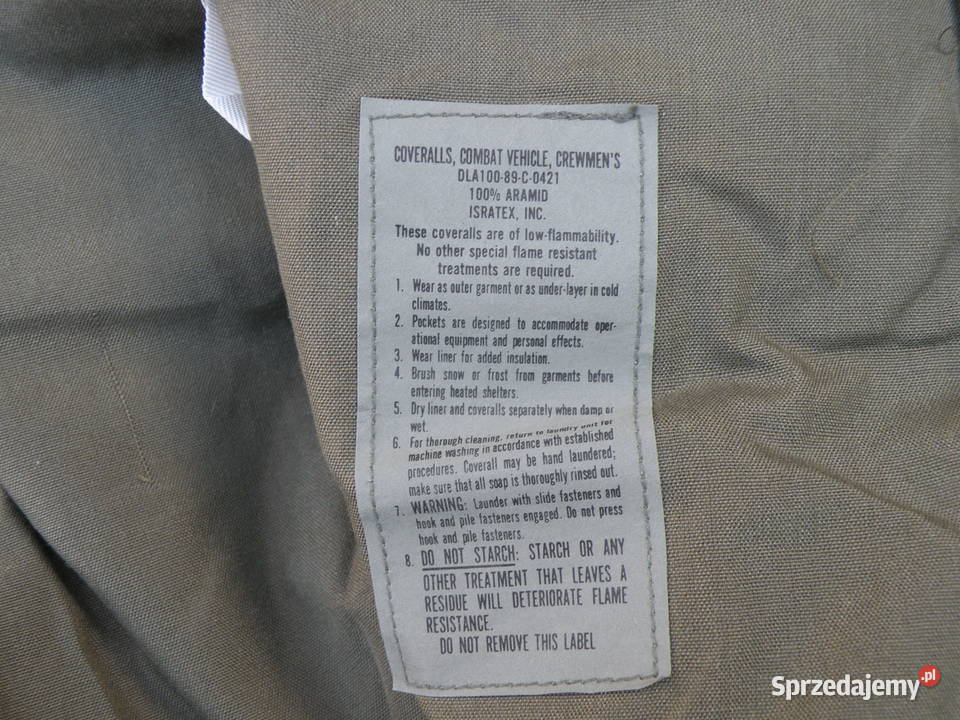 COVERALLS, COMBAT VEHICLE, CREWMEN'S
DLA100-89-C-0421
100% ARAMID
ISRATEX, INC.
These coveralls are of low-flammability.
No other special flame resistant
treatments are required.
1. Wear as outer garment or as under-layer in cold
climates.
2. Pockets are designed to accommodate oper-
ational equipment and personal effects.
3. Wear liner for added insulation.
4. Brush snow or frost from garments before
entering heated shelters.
5. Dry liner and coveralls separately when damp or
wet.
6. For thorough cleaning, return to laundry unit for
machine washing in accordance with established
procedures. Coverall may be hand laundered;
make sure that all soap is thoroughly rinsed out.
7. WARNING: Launder with slide fasteners and
hook and pile fasteners engaged. Do not press
hook and pile fasteners.
8. DO NOT STARCH: STARCH OR ANY
OTHER TREATMENT THAT LEAVES A
RESIDUE WILL DETERIORATE FLAME
RESISTANCE.
DO NOT REMOVE THIS LABEL
Sprzedajemy.pl